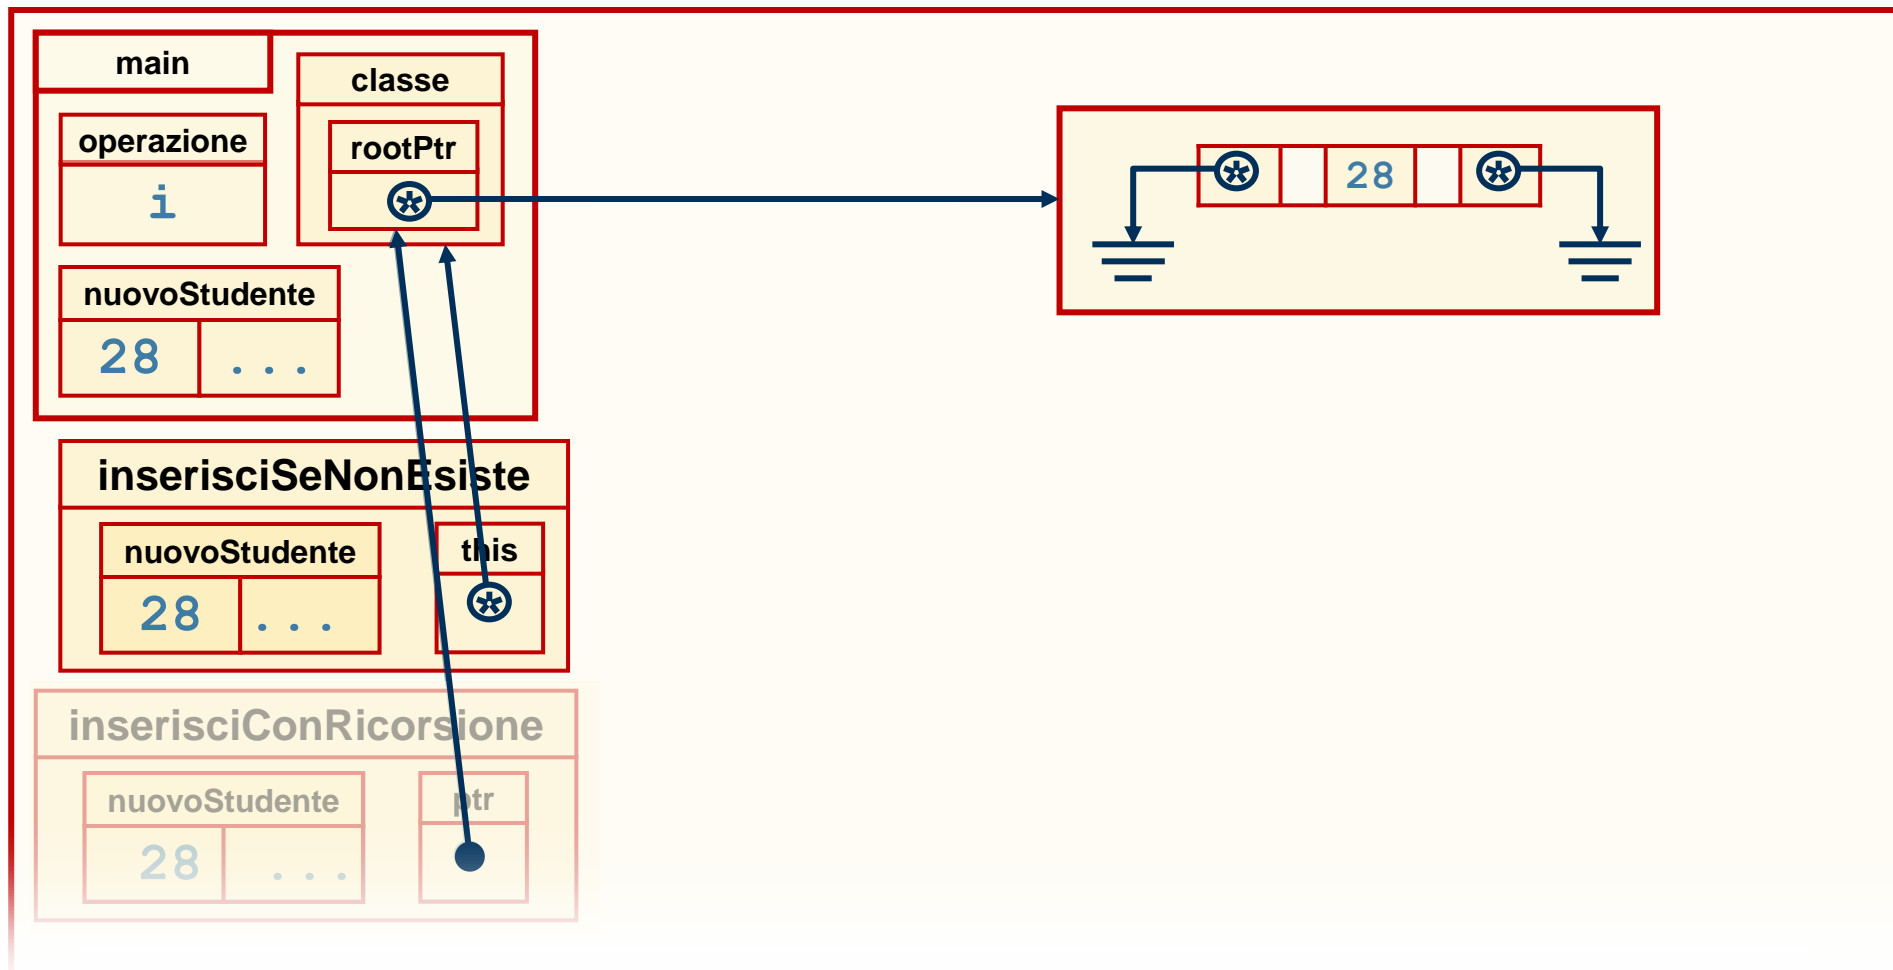 main
classe
operazione
rootPtr
i
28
nuovoStudente
28 ...
inserisciSeNonEsiste
nuovoStudente
this
28 ...
inserisciConRicorsione
nuovoStudente
ptr
28 ...